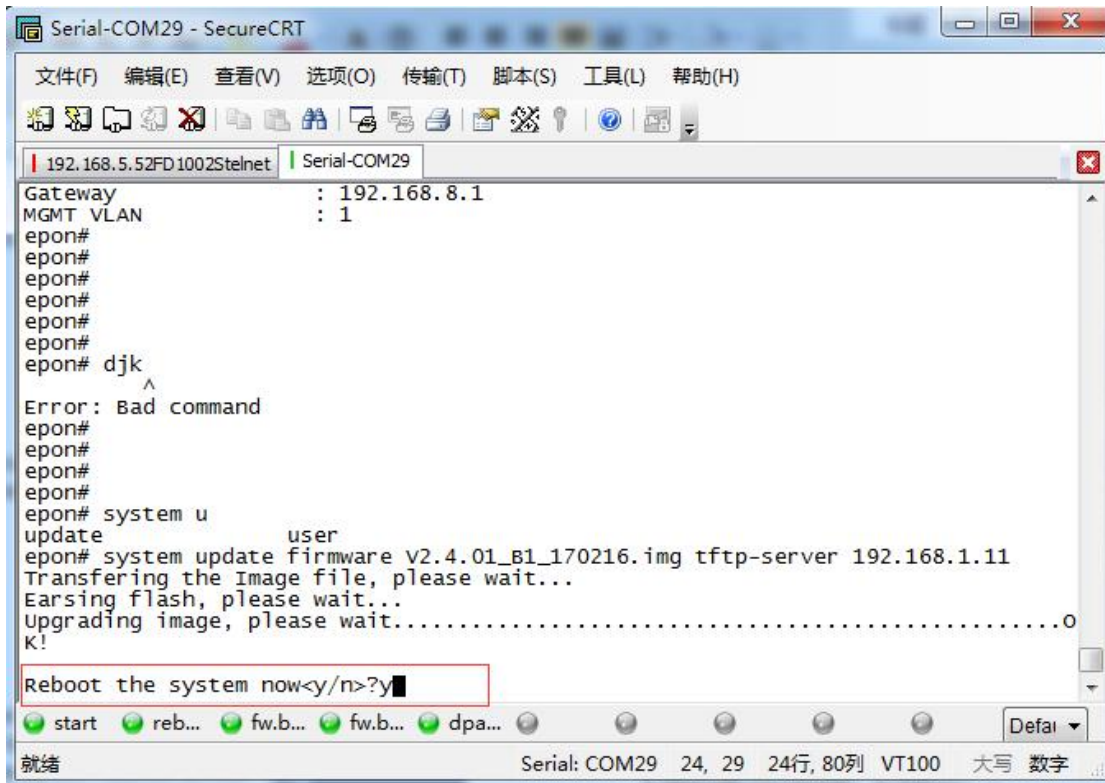 Serial-COM29 - SecureCRT
文件(F) 编辑(E) 查看(V) 选项(O) 传输(T) 脚本(S) 工具(L) 帮助(H)
192.168.5.52FD1002Stelnet Serial-COM29
Gateway : 192.168.8.1
MGMT VLAN : 1
epon#
epon#
epon#
epon#
epon#
epon#
epon# djk
^
Error: Bad command
epon#
epon#
epon#
epon#
epon# system u
update user
epon# system update firmware V2.4.01_B1_170216.img tftp-server 192.168.1.11
Transfering the Image file, please wait...
Earsing flash, please wait...
Upgrading image, please wait...................................................O
K!
Reboot the system now<y/n>?y
start reb... fw.b... fw.b... dpa... Defai
就绪 Serial: COM29 24, 29 24行, 80列 VT100 大写 数字